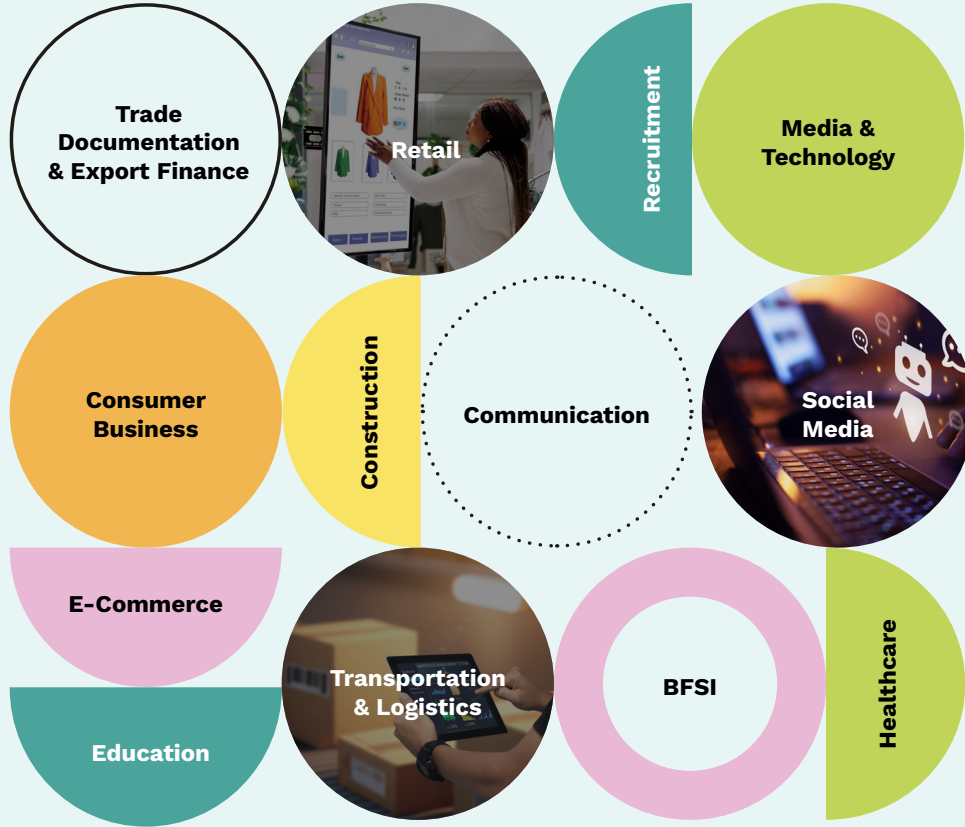 Trade
Documentation
& Export Finance
Retail
Recruitment
Media &
Technology
Consumer
Business
Construction
Communication
Social
Media
E-Commerce
Education
Transportation
& Logistics
BFSI
Healthcare